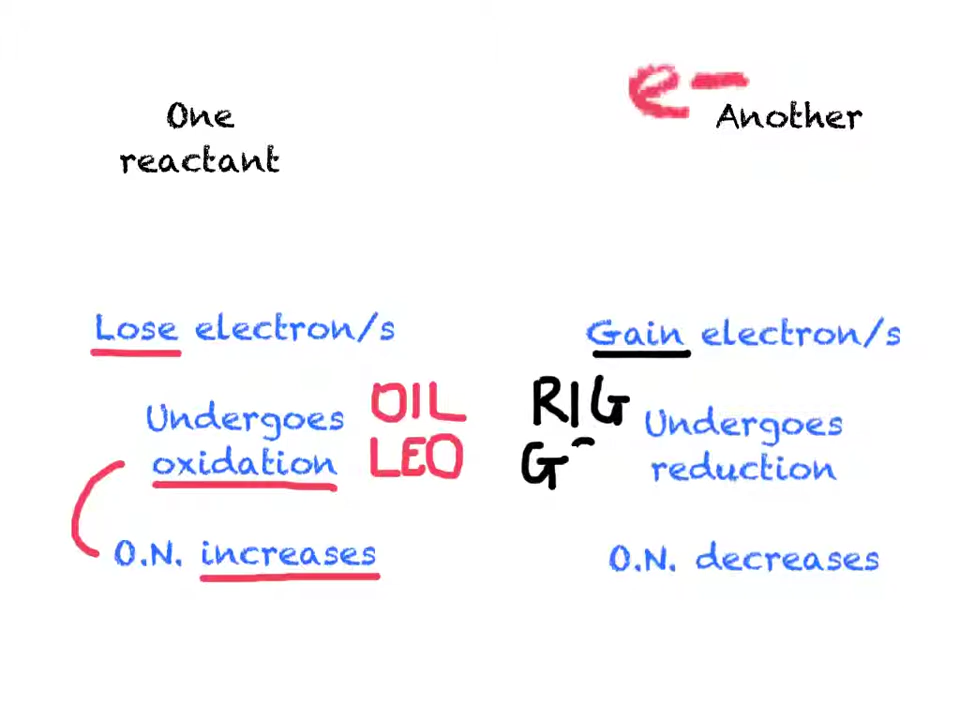 One
reactant
e-
Another
Lose electron/s
Undergoes
oxidation
OIL
LEO
O.N. increases
Gain electron/s
RIG
G
Undergoes
reduction
O.N. decreases